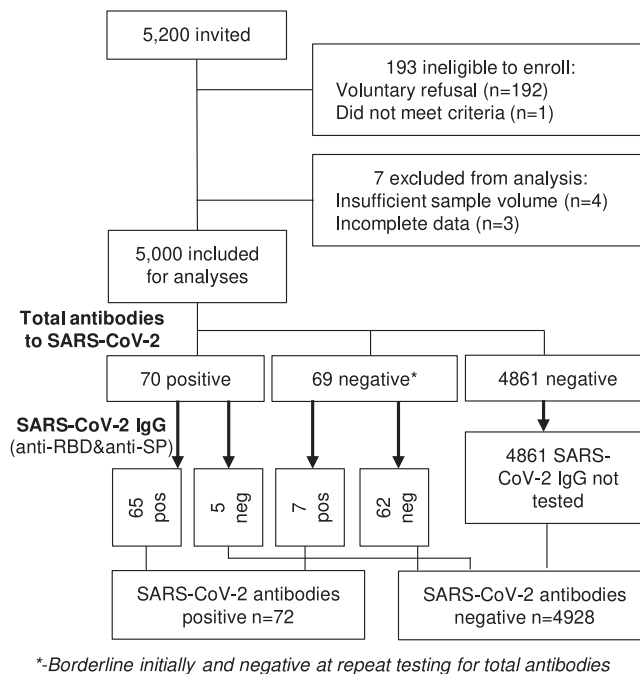 5,200 invited
193 ineligible to enroll:
Voluntary refusal (n=192)
Did not meet criteria (n=1)
7 excluded from analysis:
Insufficient sample volume (n=4)
Incomplete data (n=3)
5,000 included
for analyses
Total antibodies
to SARS-CoV-2
70 positive
69 negative*
4861 negative
SARS-CoV-2 IgG
(anti-RBD&anti-SP)
65
pos
5
neg
7
pos
62
neg
4861 SARS-
CoV-2 IgG not
tested
SARS-CoV-2 antibodies
positive n=72
SARS-CoV-2 antibodies
negative n=4928
*-Borderline initially and negative at repeat testing for total antibodies